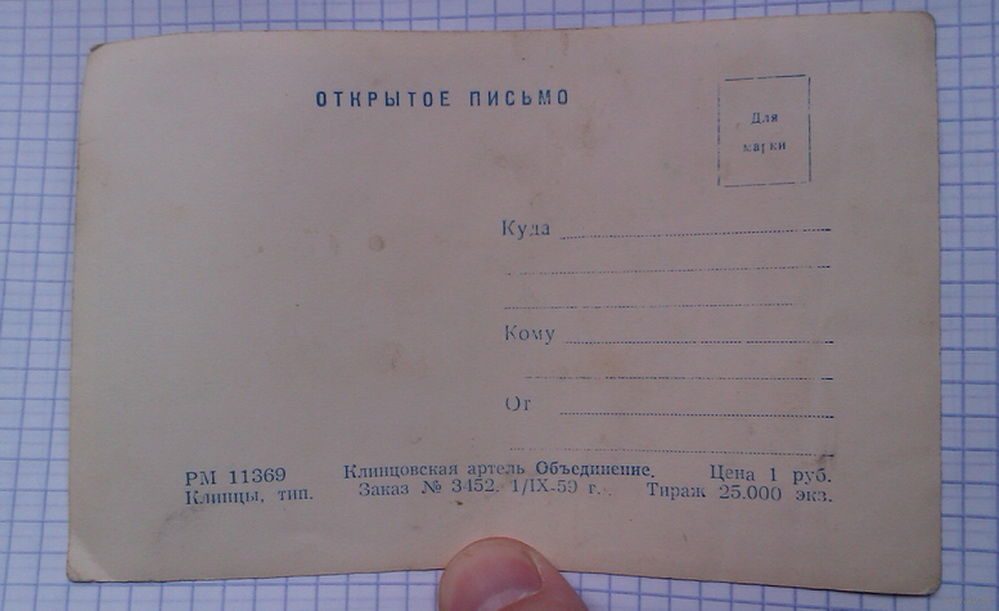 ОТКРЫТОЕ ПИСЬМО
Для
марки
Куда
Кому
От
РМ 11369 Клинцовская артель Объединение. Цена 1 руб.
Клинцы, тип. Заказ № 3452. 1/IX-59 г. Тираж 25.000 экз.